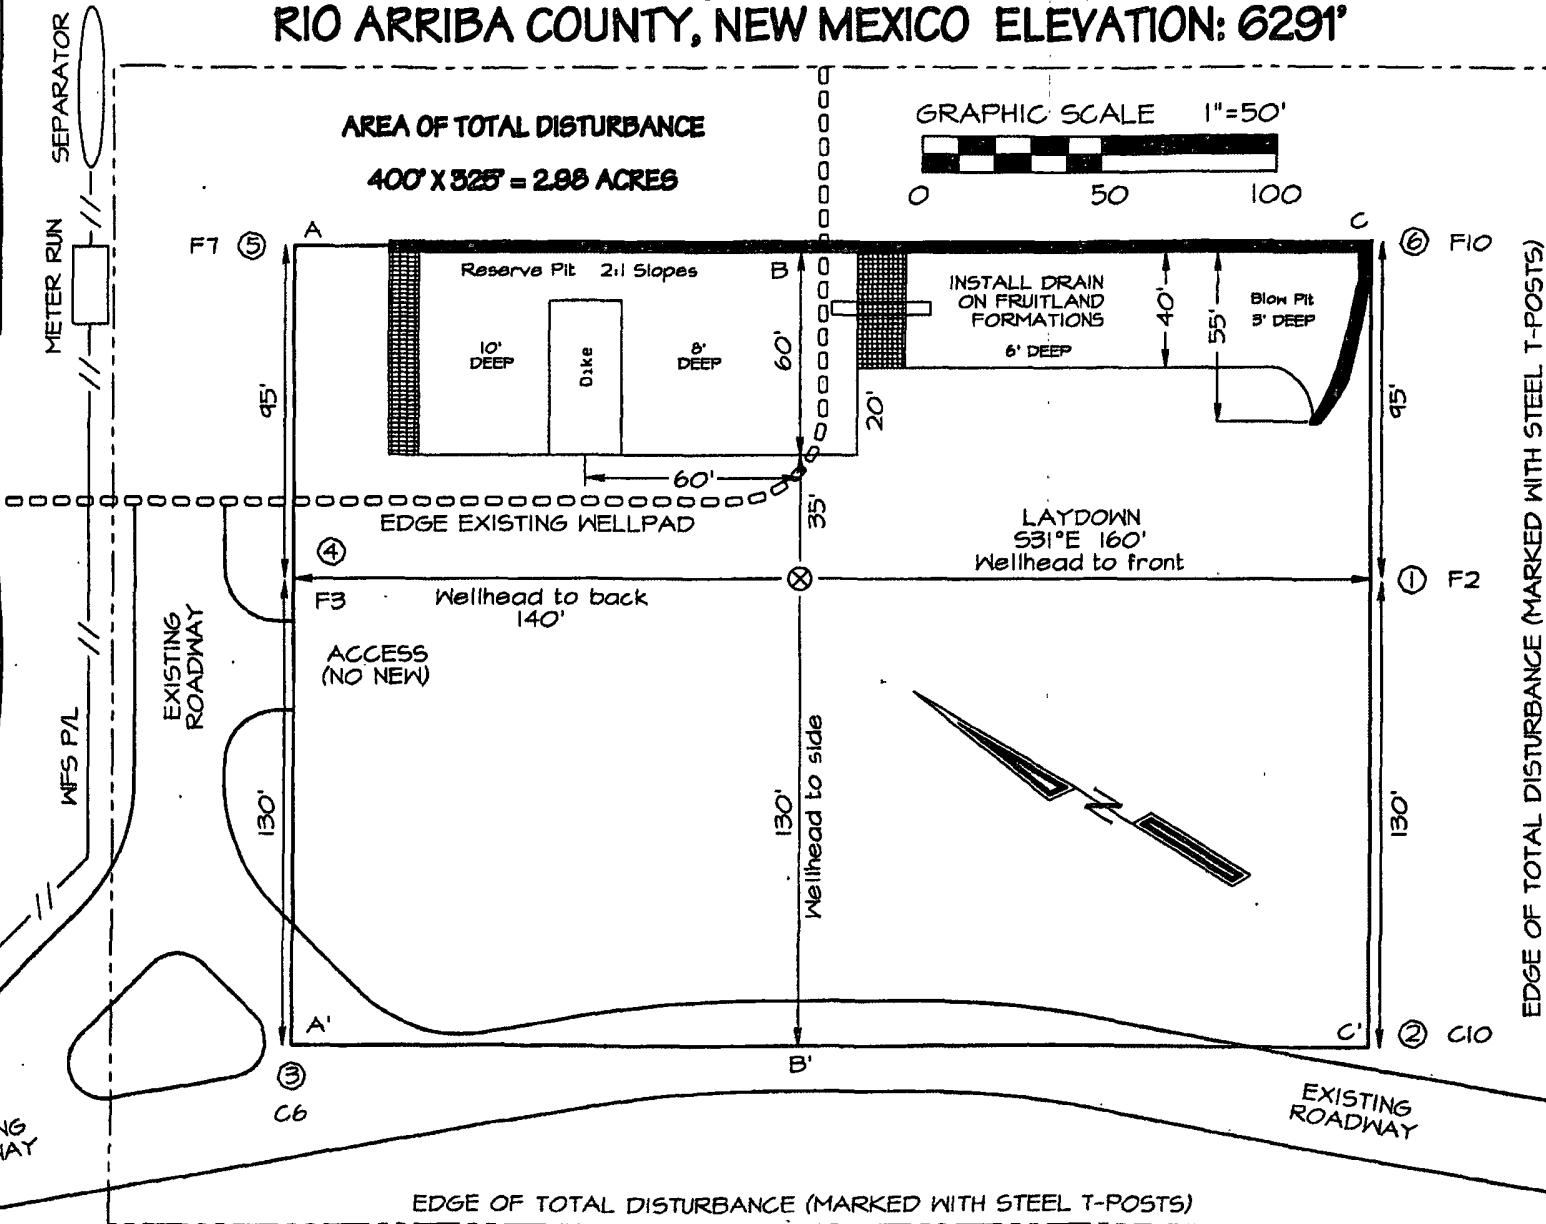 RIO ARRIBA COUNTY, NEW MEXICO ELEVATION: 6291'
SEPARATOR
METER RUN
WFS P/L
AREA OF TOTAL DISTURBANCE
400' X 325' = 2.98 ACRES
GRAPHIC SCALE 1"=50'
0 50 100
F7 5
A
C
6 F10
Reserve Pit 2:1 Slopes
B
INSTALL DRAIN
ON FRUITLAND
FORMATIONS
6' DEEP
40'
55'
Blow Pit
3' DEEP
10'
DEEP
Dike
8'
DEEP
60'
20'
95'
95'
60'
35'
EDGE EXISTING WELLPAD
LAYDOWN
S31°E 160'
Wellhead to front
4
F3
Wellhead to back
140'
1 F2
EXISTING
ROADWAY
ACCESS
(NO NEW)
130'
130'
Wellhead to side
N
130'
A'
B'
C'
2 C10
3
C6
EXISTING
ROADWAY
NG
WAY
EDGE OF TOTAL DISTURBANCE (MARKED WITH STEEL T-POSTS)
EDGE OF TOTAL DISTURBANCE (MARKED WITH STEEL T-POSTS)